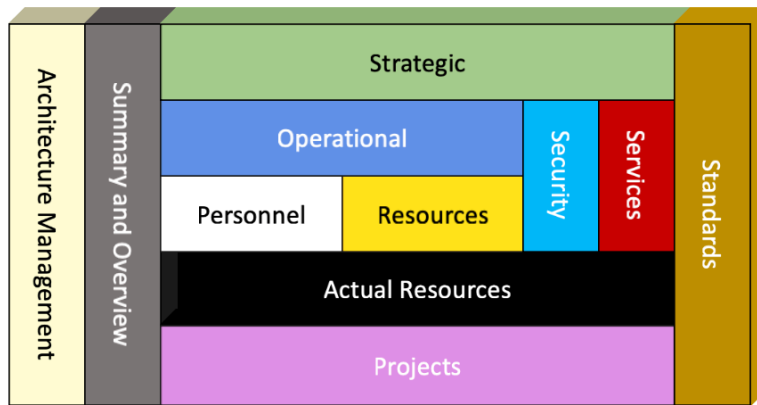 Architecture Management
Summary and Overview
Strategic
Operational
Security
Services
Personnel
Resources
Actual Resources
Projects
Standards